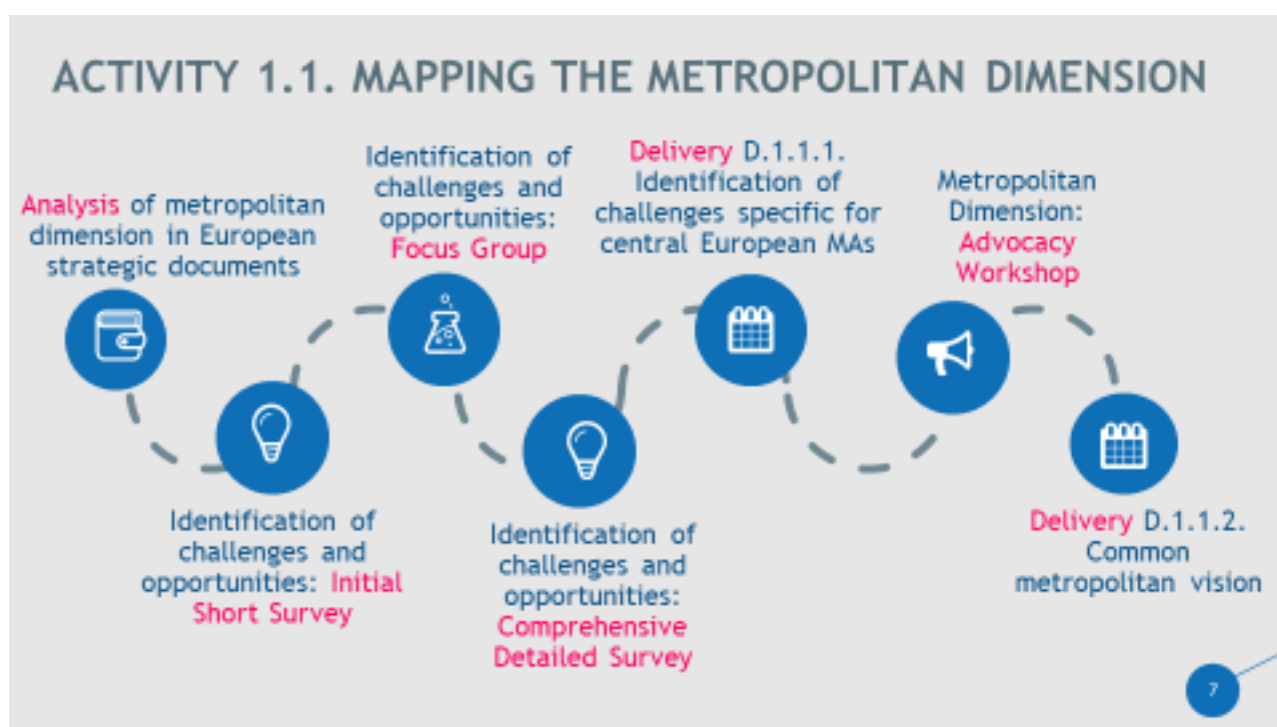 ACTIVITY 1.1. MAPPING THE METROPOLITAN DIMENSION
Analysis of metropolitan
dimension in European
strategic documents
Identification of
challenges and
opportunities: Initial
Short Survey
Identification of
challenges and
opportunities:
Focus Group
Identification of
challenges and
opportunities:
Comprehensive
Detailed Survey
Delivery D.1.1.1.
Identification of
challenges specific for
central European MAs
Metropolitan
Dimension:
Advocacy
Workshop
Delivery D.1.1.2.
Common
metropolitan vision
7